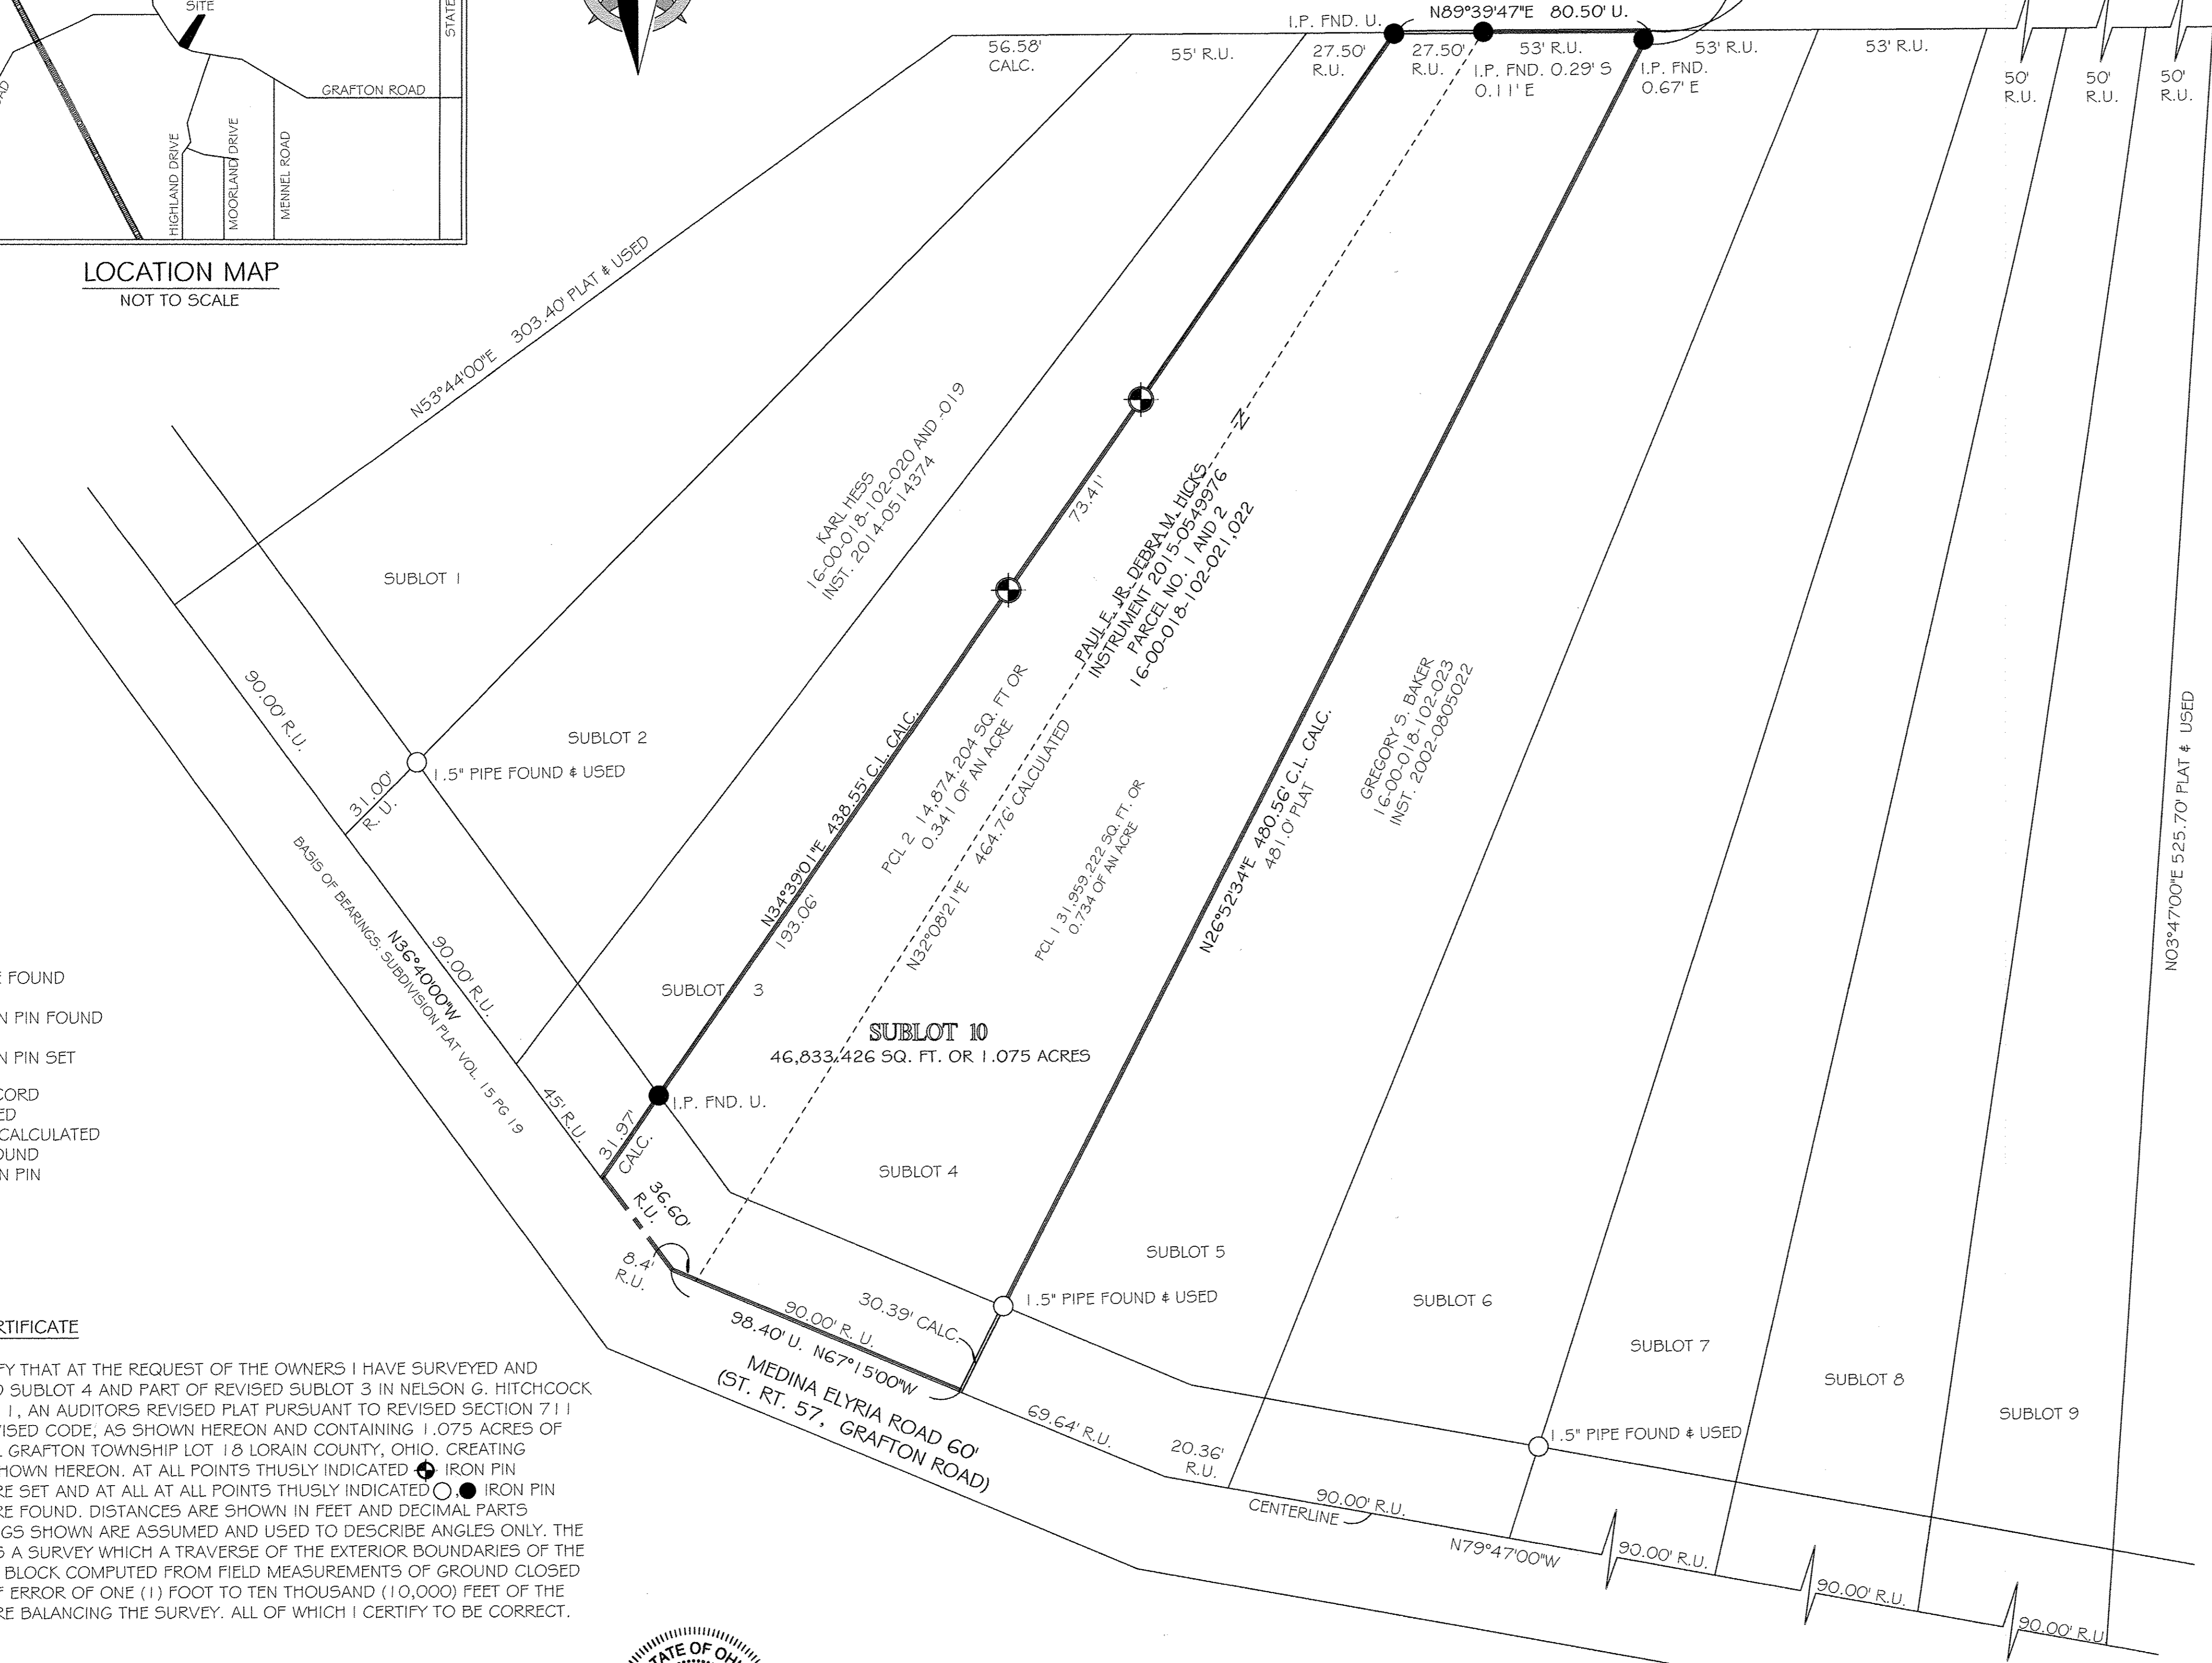 SITE
STATE
GRAFTON ROAD
HIGHLAND DRIVE
MOORLAND DRIVE
MENNEL ROAD
LOCATION MAP
NOT TO SCALE
I.P. FND. U.
N89°39'47"E 80.50' U.
56.58'
CALC.
55' R.U.
27.50'
R.U.
27.50'
R.U.
53' R.U.
I.P. FND. 0.29' S
0.11' E
I.P. FND.
0.67' E
53' R.U.
53' R.U.
50'
R.U.
50'
R.U.
50'
R.U.
N53°44'00"E 303.40' PLAT & USED
KARL HESS
16-00-018-102-020 AND -019
INST. 2014-0514374
73.41'
Z
PAUL F. JR. DEBRA M. HICKS
INSTRUMENT 2015-0549976
PARCEL NO. 1 AND 2
16-00-018-102-021,022
SUBLOT 1
90.00' R.U.
SUBLOT 2
1.5" PIPE FOUND & USED
31.00'
R.U.
N34°39'01"E 438.55' C.L. CALC.
193.06'
PCL 2 14,874.204 SQ. FT OR
0.341 OF AN ACRE
N32°08'21"E 464.76' CALCULATED
PCL 1 31,959.222 SQ. FT. OR
0.734 OF AN ACRE
N26°52'34"E 480.56' C.L. CALC.
481.0' PLAT
GREGORY S. BAKER
16-00-018-102-023
INST. 2002-0805022
N03°47'00"E 525.70' PLAT & USED
90.00' R.U.
N36°40'00"W
BASIS OF BEARINGS: SUBDIVISION PLAT VOL. 15 PG 19
SUBLOT 3
SUBLOT 10
46,833.426 SQ. FT. OR 1.075 ACRES
45' R.U.
I.P. FND. U.
31.97'
CALC.
36.60'
R.U.
8.4'
R.U.
SUBLOT 4
SUBLOT 5
30.39' CALC.
1.5" PIPE FOUND & USED
90.00' R. U.
98.40' U. N67°15'00"W
MEDINA ELYRIA ROAD 60'
(ST. RT. 57, GRAFTON ROAD)
69.64' R.U.
20.36'
R.U.
SUBLOT 6
SUBLOT 7
SUBLOT 8
SUBLOT 9
1.5" PIPE FOUND & USED
90.00' R.U.
CENTERLINE
N79°47'00"W
90.00' R.U.
90.00' R.U.
90.00' R.U.
FOUND
N PIN FOUND
N PIN SET
CORD
ED
CALCULATED
OUND
N PIN
RTIFICATE
FY THAT AT THE REQUEST OF THE OWNERS I HAVE SURVEYED AND
D SUBLOT 4 AND PART OF REVISED SUBLOT 3 IN NELSON G. HITCHCOCK
1, AN AUDITORS REVISED PLAT PURSUANT TO REVISED SECTION 711
VISED CODE, AS SHOWN HEREON AND CONTAINING 1.075 ACRES OF
L GRAFTON TOWNSHIP LOT 18 LORAIN COUNTY, OHIO. CREATING
HOWN HEREON. AT ALL POINTS THUSLY INDICATED IRON PIN
RE SET AND AT ALL AT ALL POINTS THUSLY INDICATED , IRON PIN
RE FOUND. DISTANCES ARE SHOWN IN FEET AND DECIMAL PARTS
GS SHOWN ARE ASSUMED AND USED TO DESCRIBE ANGLES ONLY. THE
S A SURVEY WHICH A TRAVERSE OF THE EXTERIOR BOUNDARIES OF THE
BLOCK COMPUTED FROM FIELD MEASUREMENTS OF GROUND CLOSED
F ERROR OF ONE (1) FOOT TO TEN THOUSAND (10,000) FEET OF THE
RE BALANCING THE SURVEY. ALL OF WHICH I CERTIFY TO BE CORRECT.
TATE OF OH